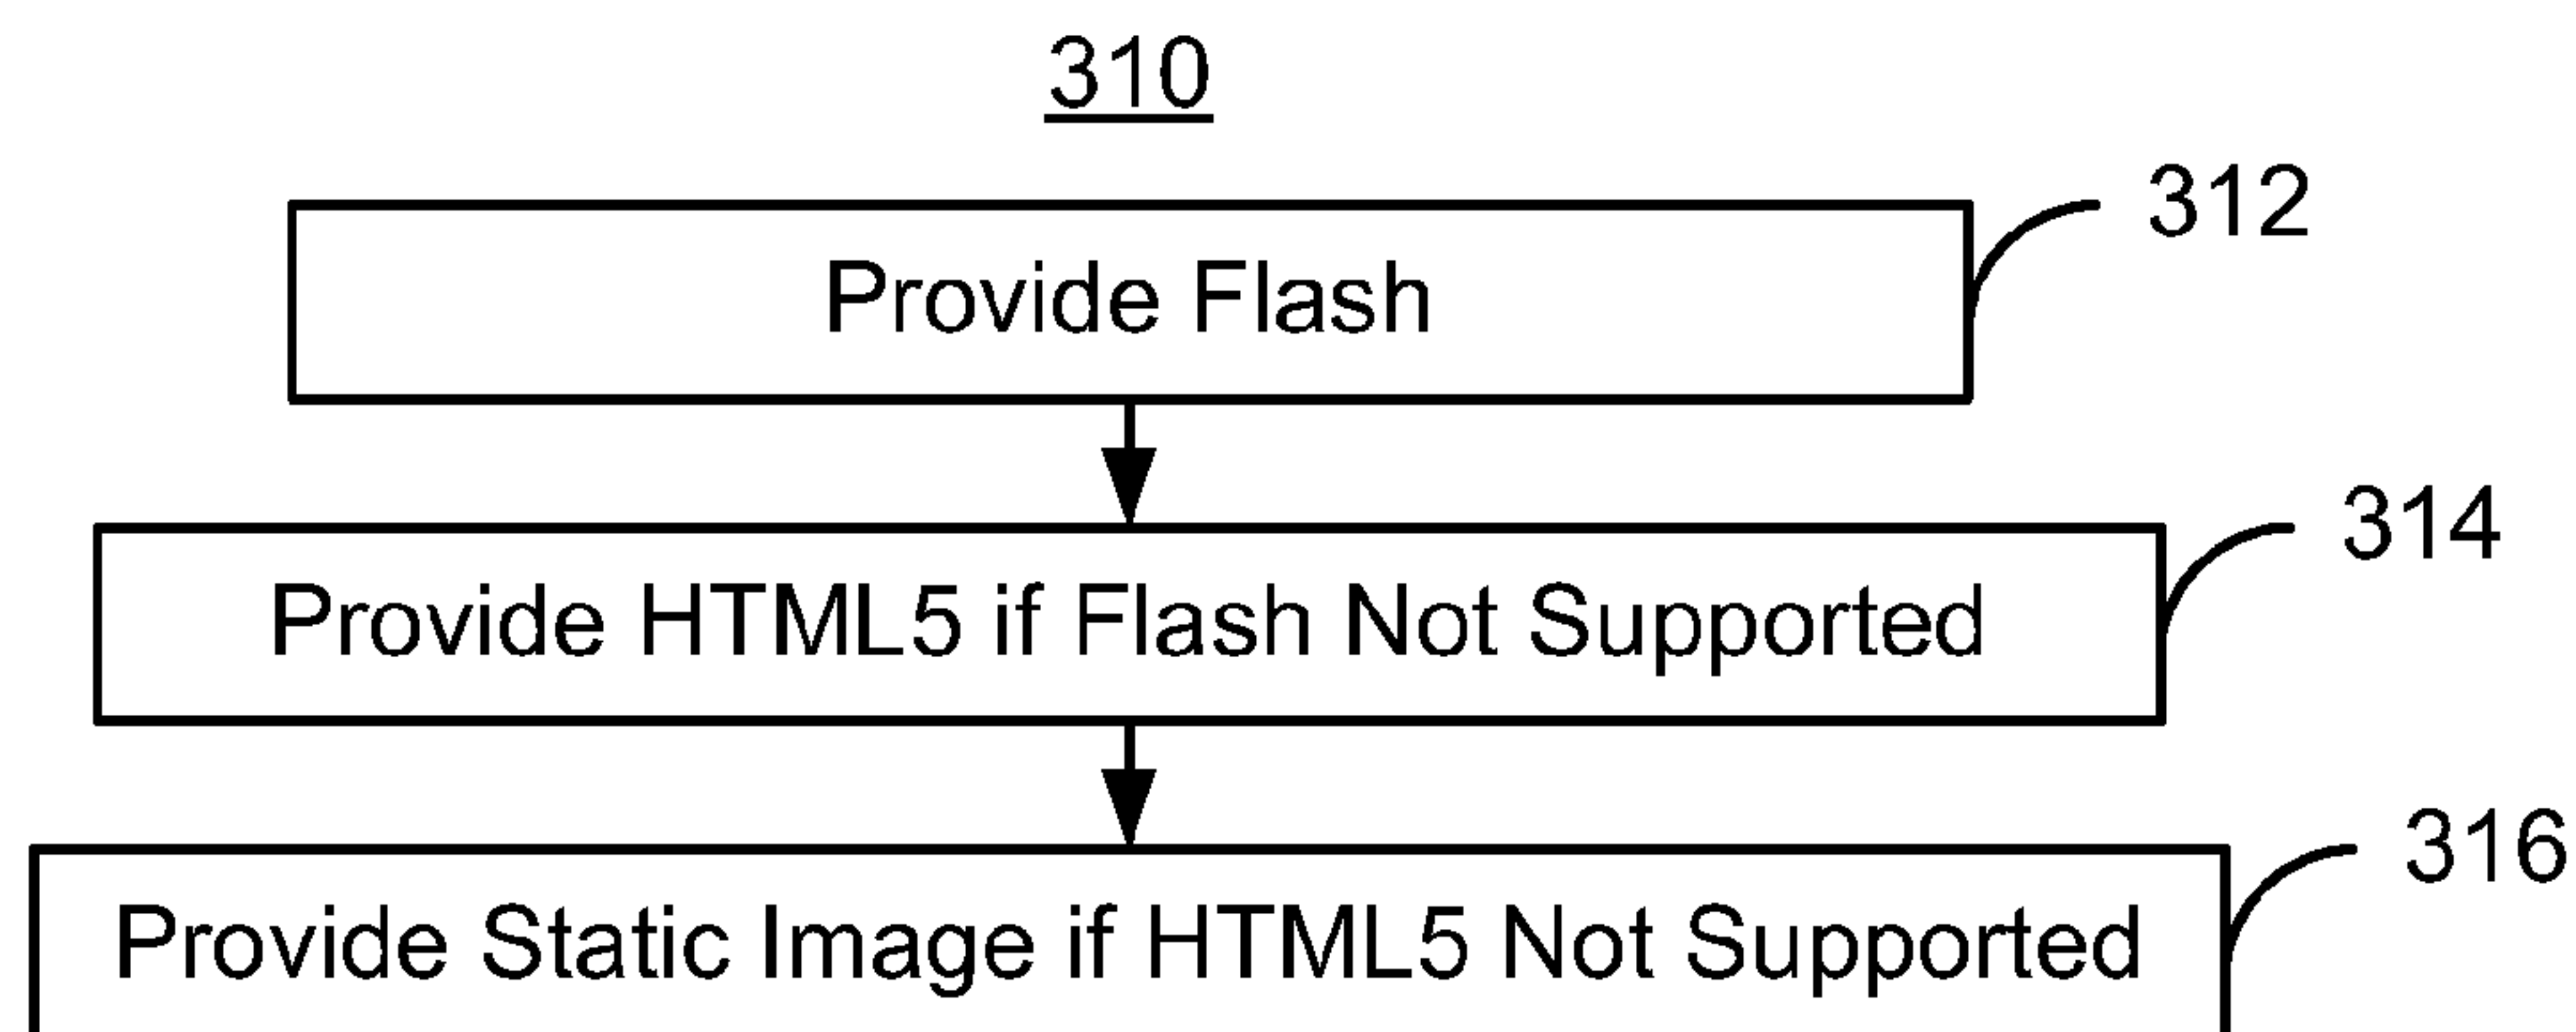 310
312
Provide Flash
314
Provide HTML5 if Flash Not Supported
316
Provide Static Image if HTML5 Not Supported